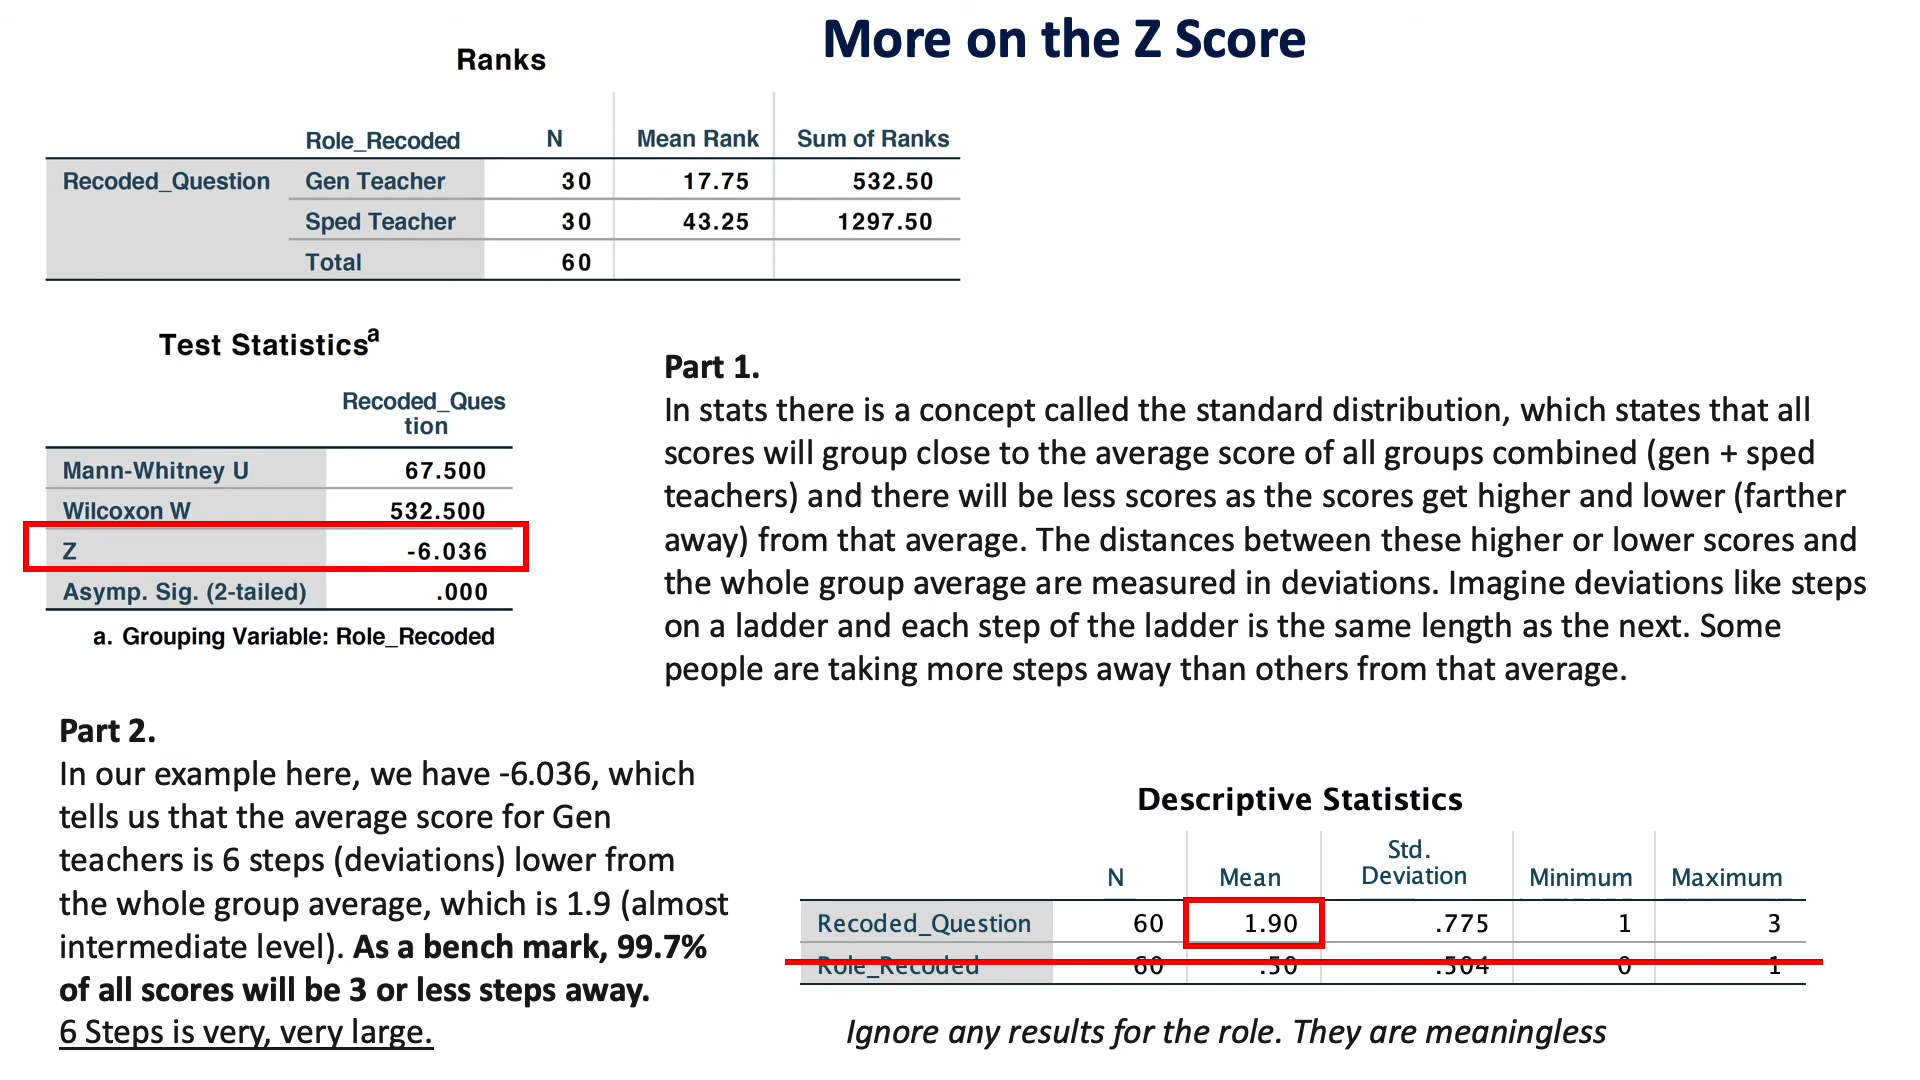 More on the Z Score
Ranks
Role_Recoded N Mean Rank Sum of Ranks
Recoded_Question Gen Teacher 30 17.75 532.50
Sped Teacher 30 43.25 1297.50
Total 60
Test Statisticsa
Recoded_Ques
tion
Mann-Whitney U 67.500
Wilcoxon W 532.500
Z -6.036
Asymp. Sig. (2-tailed) .000
a. Grouping Variable: Role_Recoded
Part 1.
In stats there is a concept called the standard distribution, which states that all
scores will group close to the average score of all groups combined (gen + sped
teachers) and there will be less scores as the scores get higher and lower (farther
away) from that average. The distances between these higher or lower scores and
the whole group average are measured in deviations. Imagine deviations like steps
on a ladder and each step of the ladder is the same length as the next. Some
people are taking more steps away than others from that average.
Part 2.
In our example here, we have -6.036, which
tells us that the average score for Gen
teachers is 6 steps (deviations) lower from
the whole group average, which is 1.9 (almost
intermediate level). As a bench mark, 99.7%
of all scores will be 3 or less steps away.
6 Steps is very, very large.
Descriptive Statistics
N Mean Std. Deviation Minimum Maximum
Recoded_Question 60 1.90 .775 1 3
Role_Recoded 60 .50 .504 0 1
Ignore any results for the role. They are meaningless